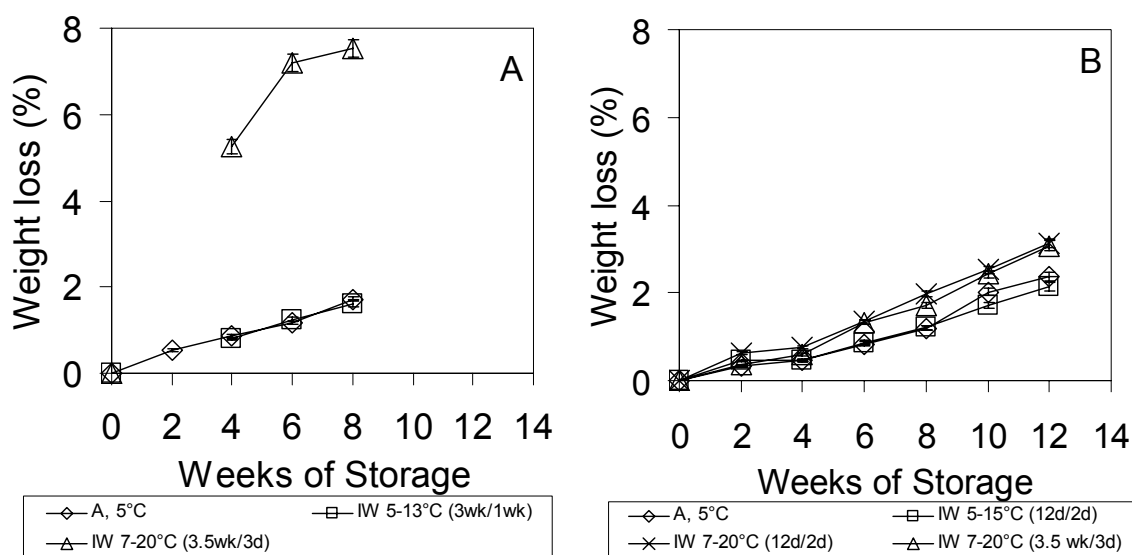 A
Weight loss (%)
8
6
4
2
0
0 2 4 6 8 10 12 14
Weeks of Storage
A, 5°C
IW 5-13°C (3wk/1wk)
IW 7-20°C (3.5wk/3d)
B
Weight loss (%)
8
6
4
2
0
0 2 4 6 8 10 12 14
Weeks of Storage
A, 5°C
IW 5-15°C (12d/2d)
IW 7-20°C (12d/2d)
IW 7-20°C (3.5 wk/3d)